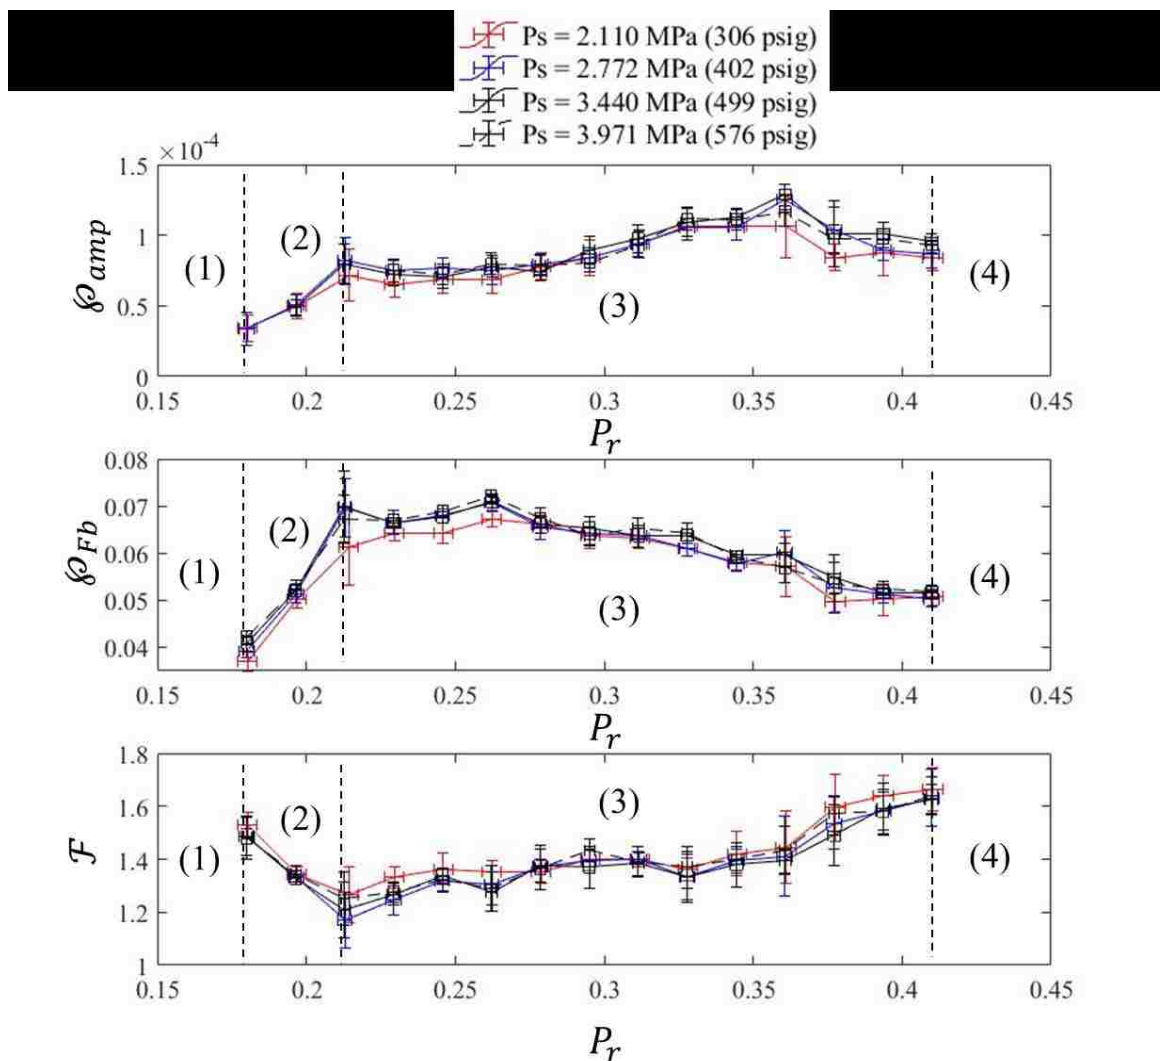 Ps = 2.110 MPa (306 psig)
Ps = 2.772 MPa (402 psig)
Ps = 3.440 MPa (499 psig)
Ps = 3.971 MPa (576 psig)
×10⁻⁴
1.5
1
0.5
0
℘amp
(1)
(2)
(3)
(4)
0.15 0.2 0.25 0.3 0.35 0.4 0.45
Pr
0.08
0.07
0.06
0.05
0.04
℘Fb
(1)
(2)
(3)
(4)
0.15 0.2 0.25 0.3 0.35 0.4 0.45
Pr
1.8
1.6
1.4
1.2
1
ℱ
(1)
(2)
(3)
(4)
0.15 0.2 0.25 0.3 0.35 0.4 0.45
Pr